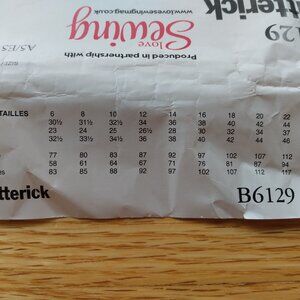 129
tterick
love
Sewing
www.lovesewingmag.co.uk
Produced in partnership with
TAILLES 6 8 10 12 14 16 18 20 22
30½ 31½ 32½ 34 36 38 40 42 44
23 24 25 26½ 28 30 32 34 37
32½ 33½ 34½ 36 38 40 42 44 46
77 80 83 87 92 97 102 107 112
58 61 64 67 71 76 81 87 94
83 85 88 92 97 102 107 112 117
tterick B6129